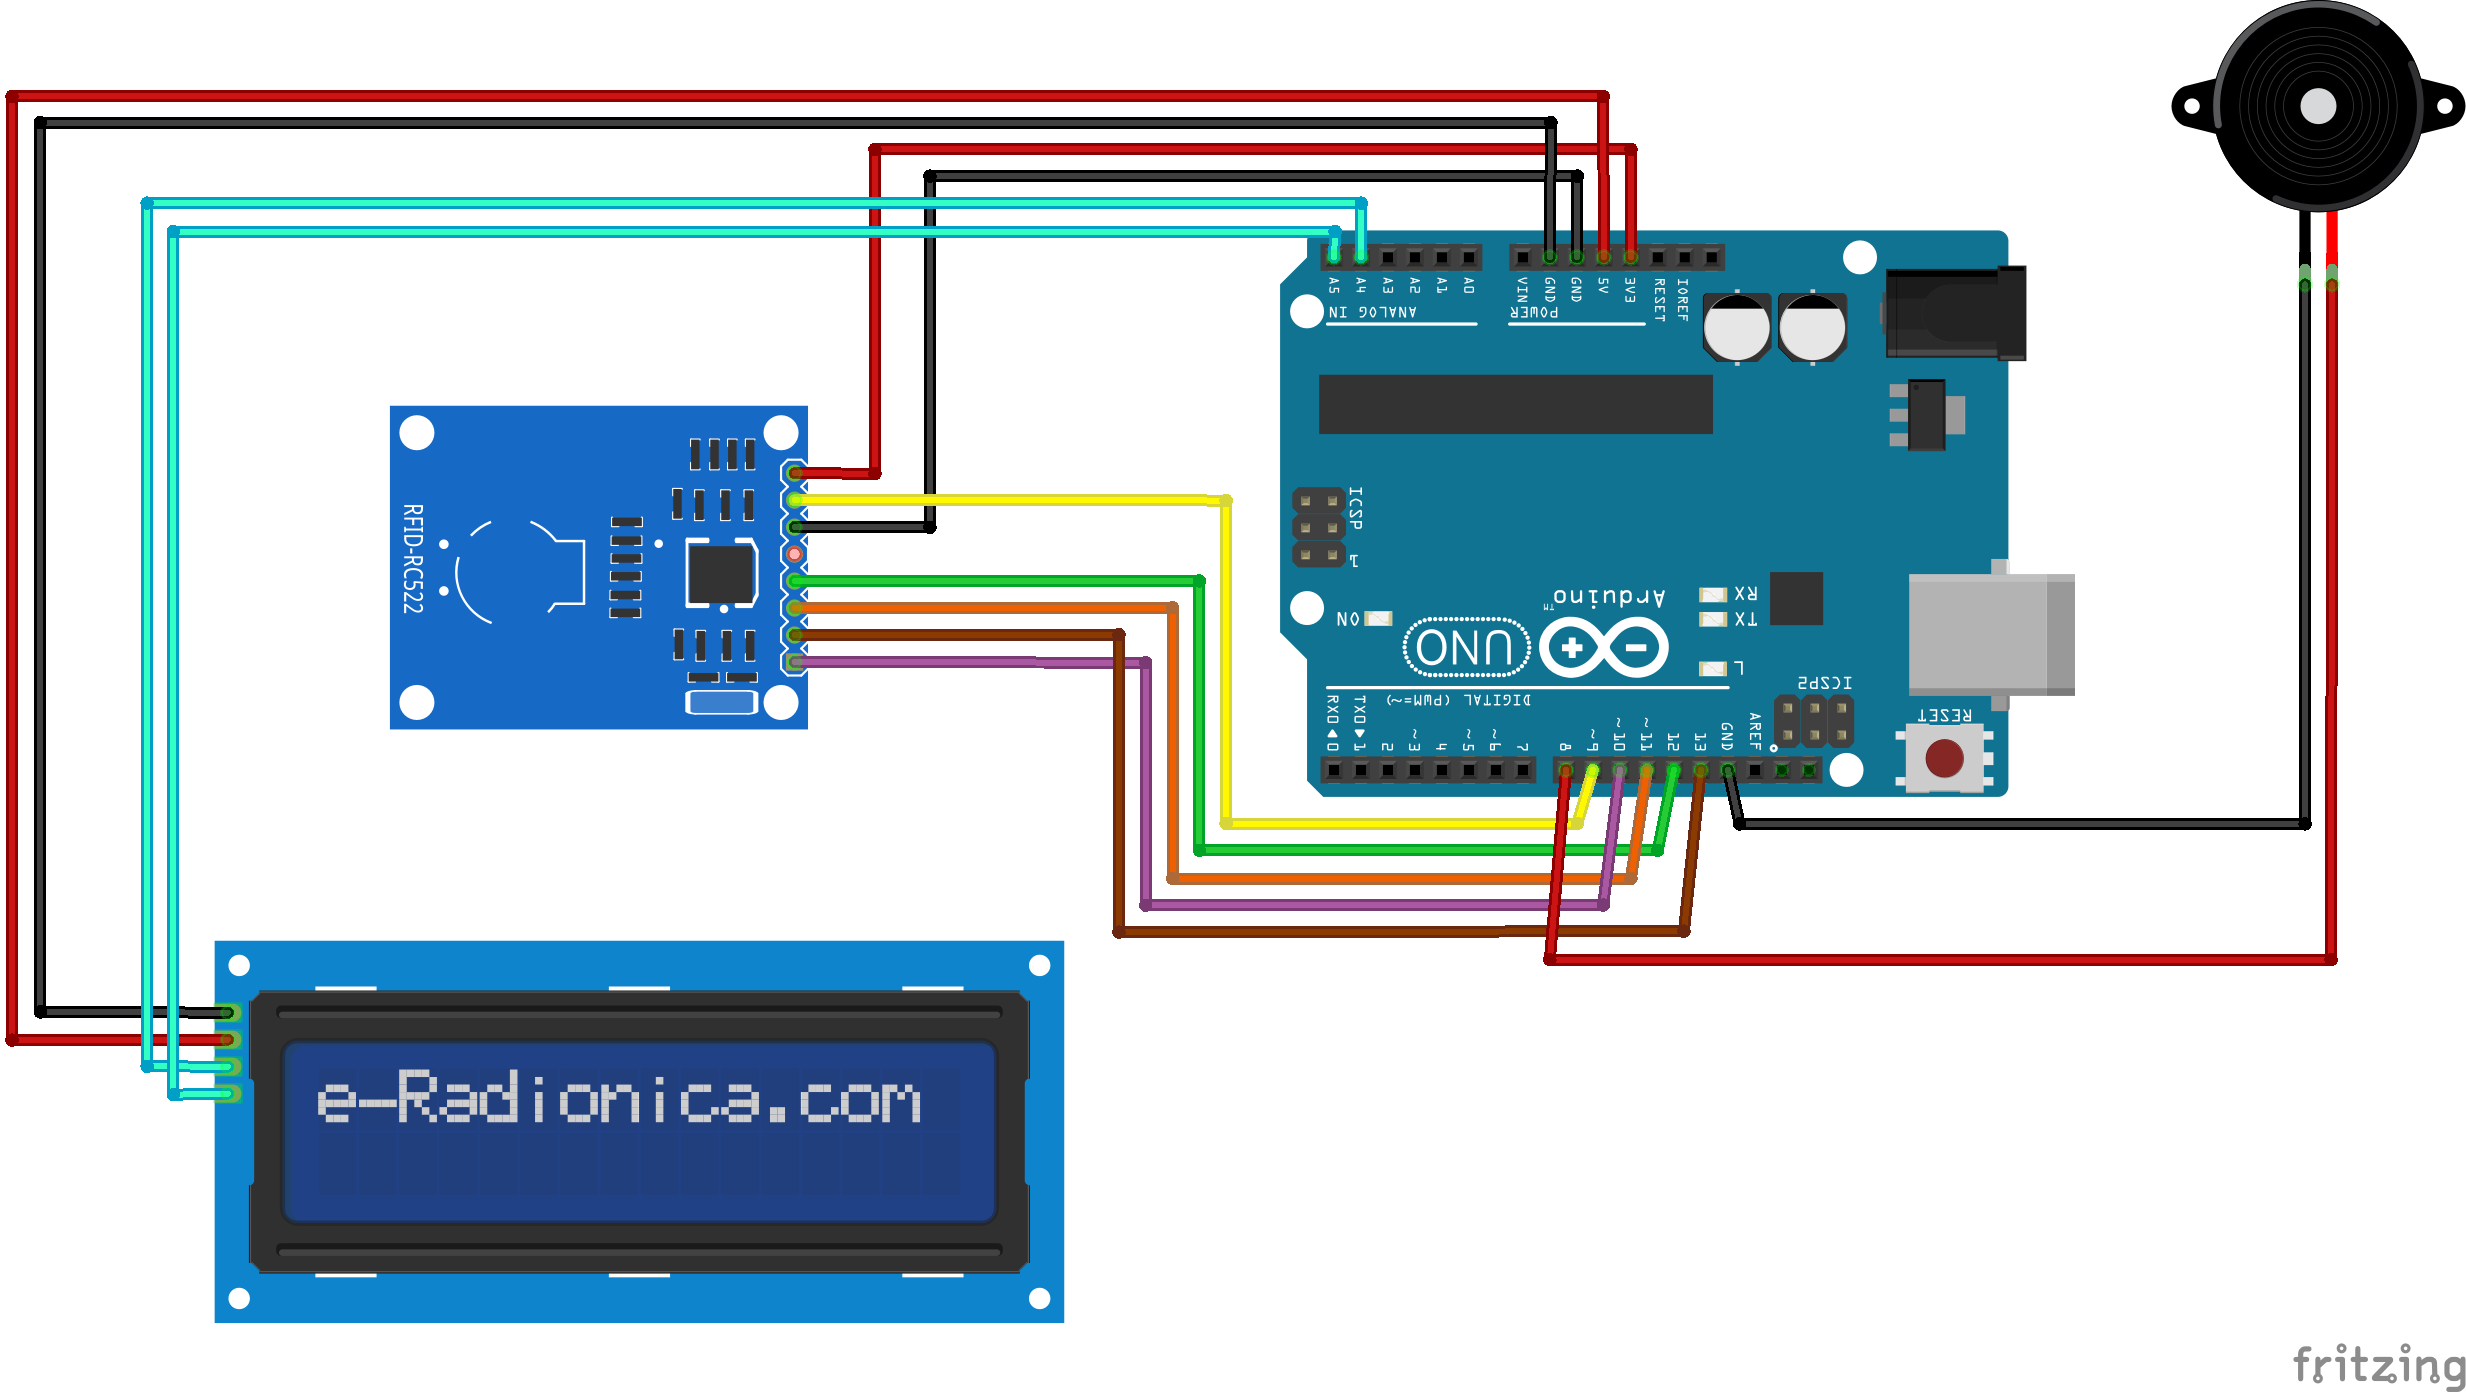 A5
A4
A3
A2
A1
A0
VIN
GND
GND
5V
3V3
RESET
IOREF
ANALOG IN
POWER
ICSP
1
RFID-RC522
Arduino™
RX
TX
ON
UNO
L
ICSP2
DIGITAL (PWM=~)
RX0
TX0
RESET
0
1
2
~3
4
~5
~6
7
8
~9
~10
~11
12
13
GND
AREF
e-Radionica.com
fritzing